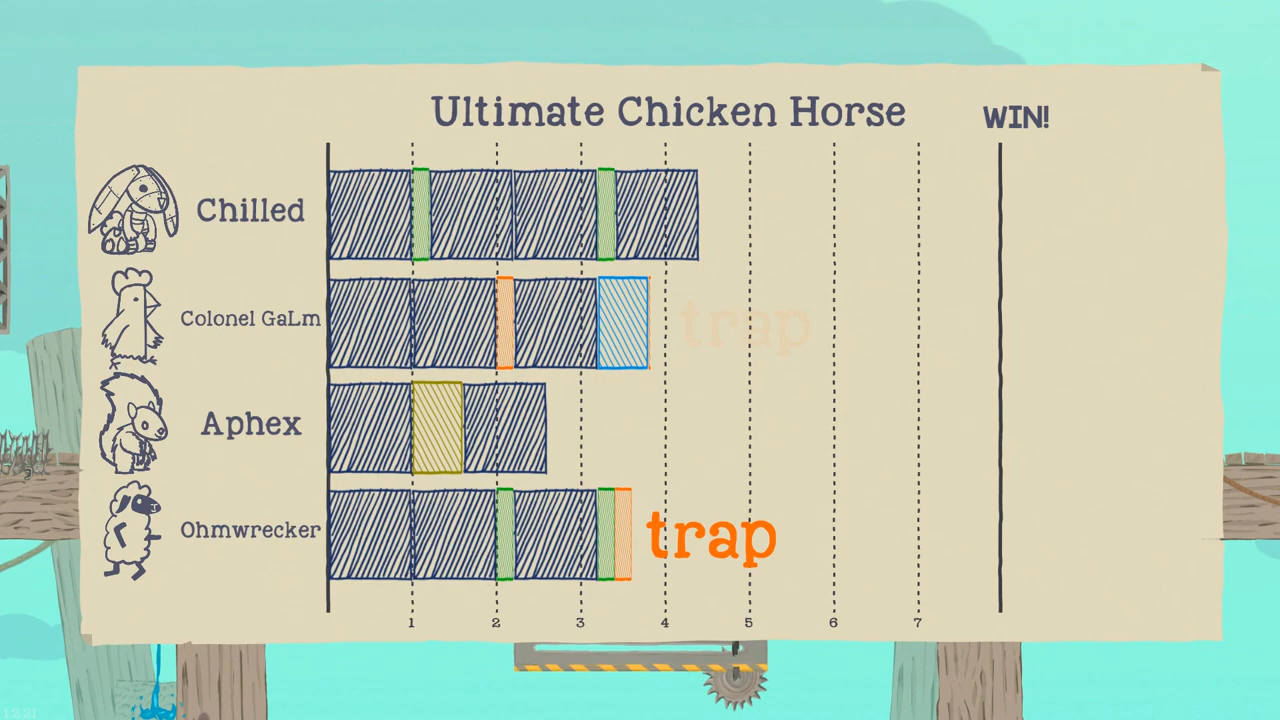 Ultimate Chicken Horse
WIN!
Chilled
Colonel GaLm
trap
Aphex
Ohmwrecker
trap
1 2 3 4 5 6 7